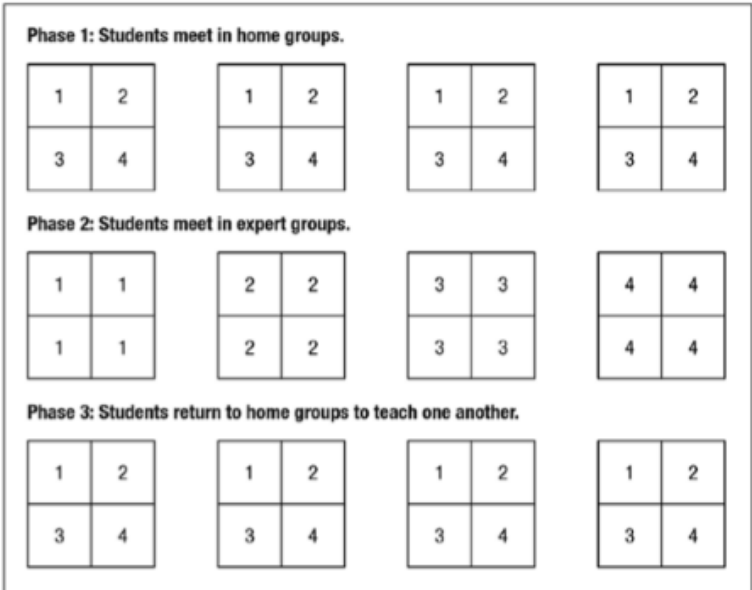 Phase 1: Students meet in home groups.
1 2 1 2 1 2 1 2
3 4 3 4 3 4 3 4
Phase 2: Students meet in expert groups.
1 1 2 2 3 3 4 4
1 1 2 2 3 3 4 4
Phase 3: Students return to home groups to teach one another.
1 2 1 2 1 2 1 2
3 4 3 4 3 4 3 4